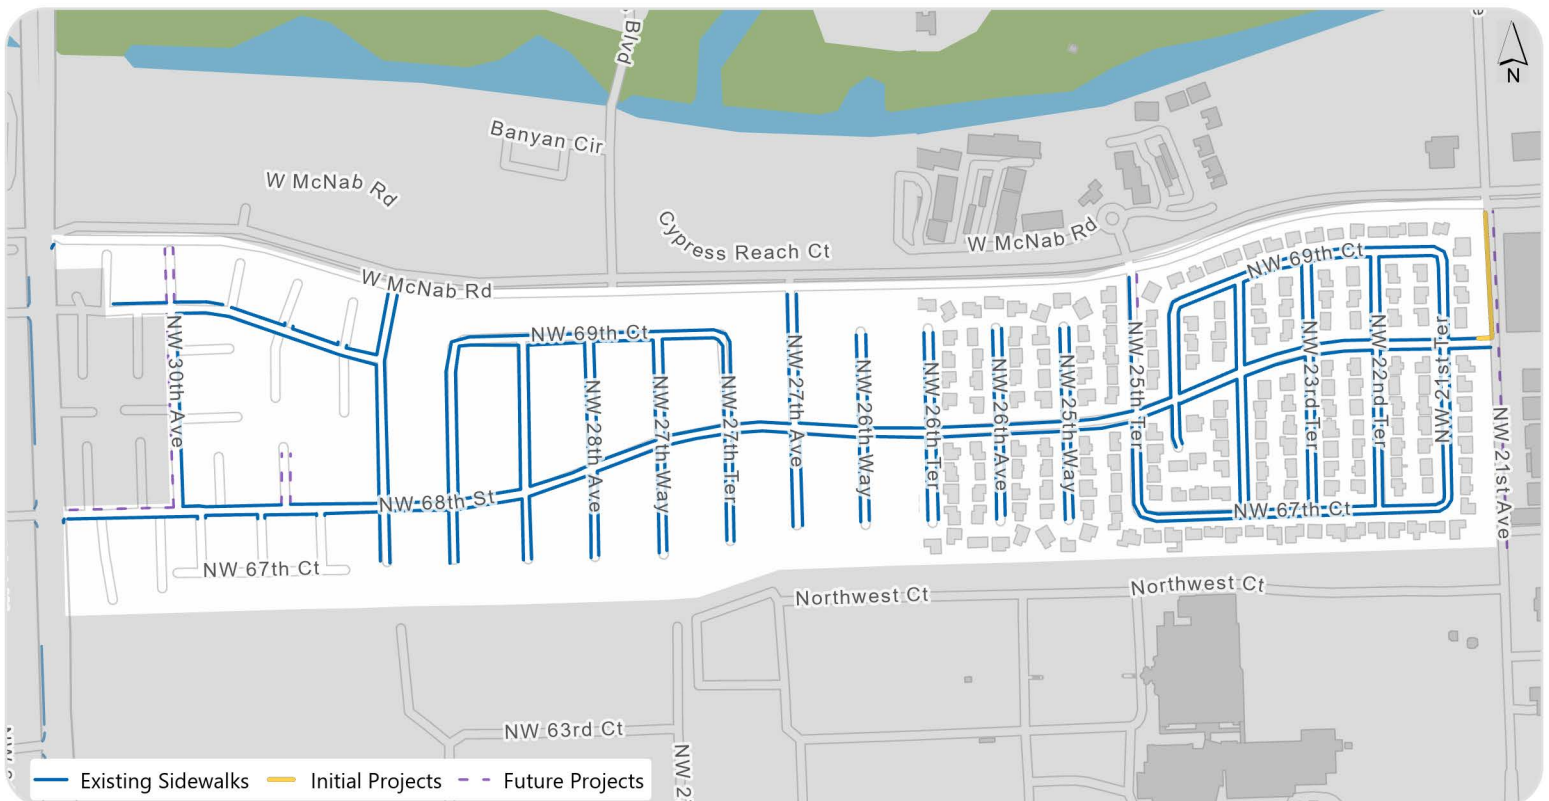 Blvd
N
Banyan Cir
W McNab Rd
Cypress Reach Ct
W McNab Rd
W McNab Rd
NW 69th Ct
NW 69th Ct
NW 30th Ave
NW 28th Ave
NW 27th Way
NW 27th Ter
NW 27th Ave
NW 26th Way
NW 26th Ter
NW 26th Ave
NW 25th Way
NW 25th Ter
NW 23rd Ter
NW 22nd Ter
NW 21st Ter
NW 21st Ave
NW 68th St
NW 67th Ct
NW 67th Ct
Northwest Ct
Northwest Ct
NW 63rd Ct
NW 2
Existing Sidewalks
Initial Projects
Future Projects